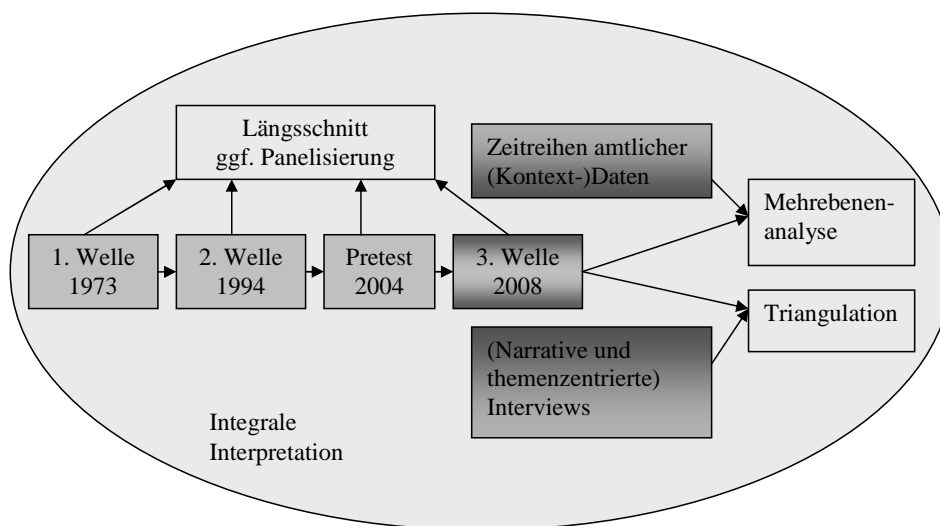 Längsschnitt
ggf. Panelisierung
Zeitreihen amtlicher
(Kontext-)Daten
Mehrebenen-
analyse
1. Welle
1973
2. Welle
1994
Pretest
2004
3. Welle
2008
Triangulation
(Narrative und
themenzentrierte)
Interviews
Integrale
Interpretation